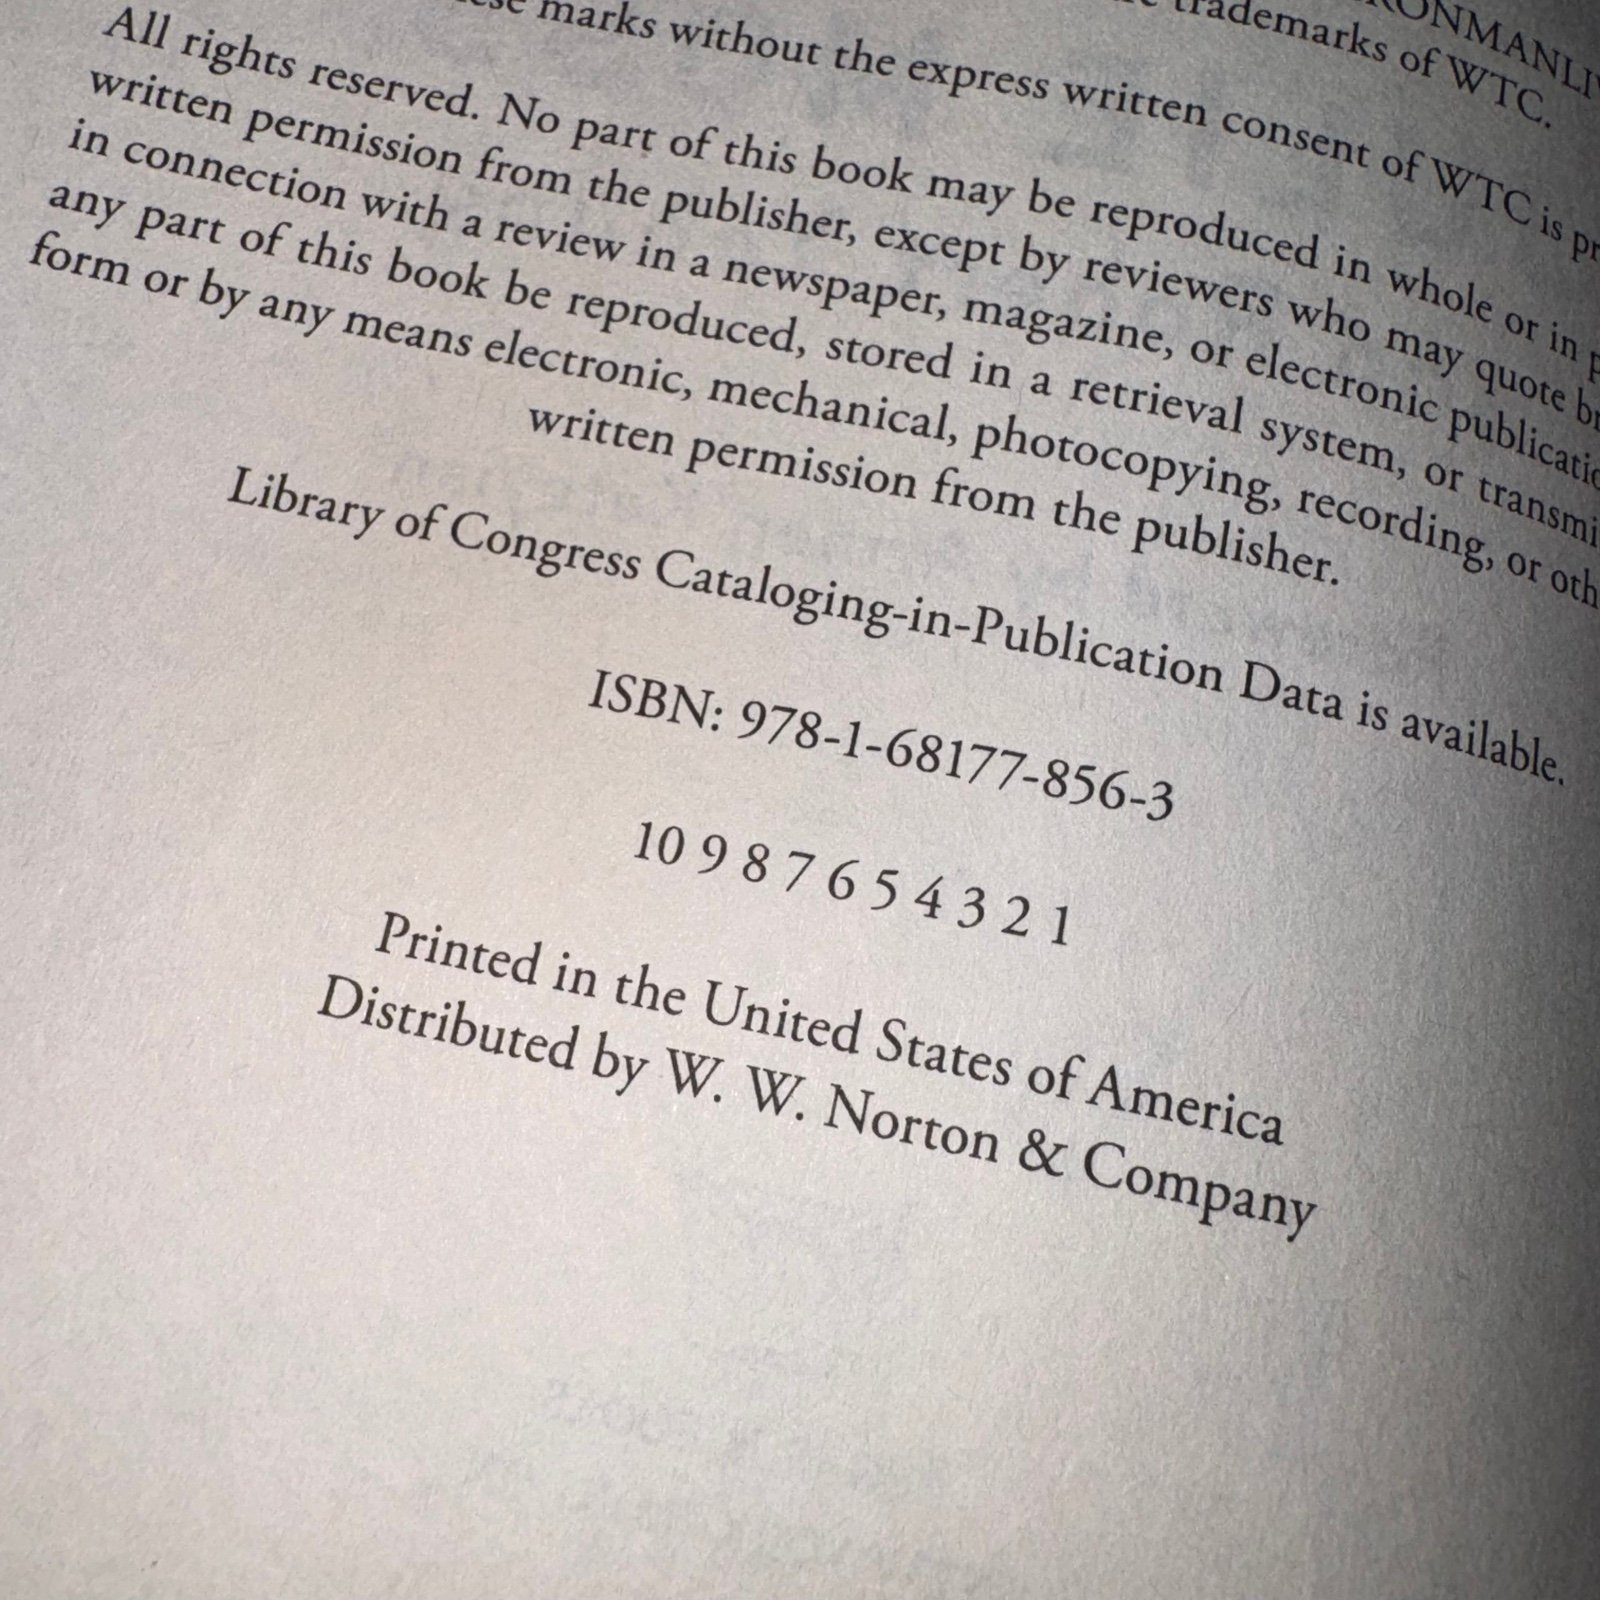 trademarks of WTC.
marks without the express written consent of WTC is
All rights reserved. No part of this book may be reproduced in whole or in
written permission from the publisher, except by reviewers who may quote
in connection with a review in a newspaper, magazine, or electronic
any part of this book be reproduced, stored in a retrieval system, or
form or by any means electronic, mechanical, photocopying, recording, or
written permission from the publisher.
Library of Congress Cataloging-in-Publication Data is available.
ISBN: 978-1-68177-856-3
10 9 8 7 6 5 4 3 2 1
Printed in the United States of America
Distributed by W. W. Norton & Company